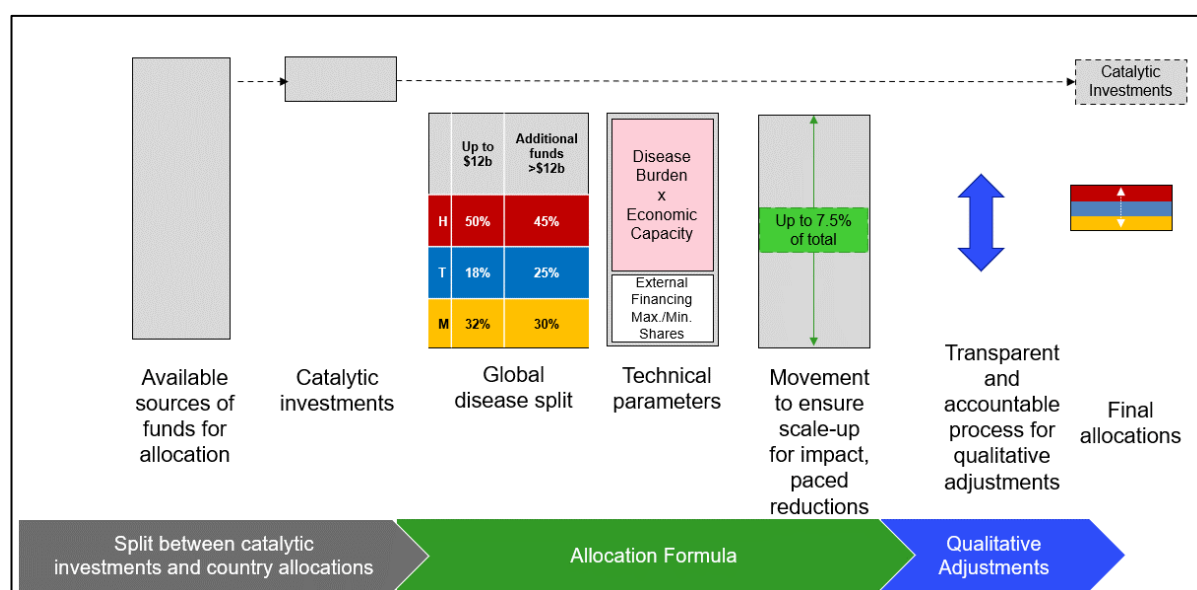 Catalytic
Investments
Up to
$12b
Additional
funds
>$12b
H 50% 45%
T 18% 25%
M 32% 30%
Disease
Burden
x
Economic
Capacity
External
Financing
Max./Min.
Shares
Up to 7.5%
of total
Available
sources of
funds for
allocation
Catalytic
investments
Global
disease split
Technical
parameters
Movement
to ensure
scale-up
for impact,
paced
reductions
Transparent
and
accountable
process for
qualitative
adjustments
Final
allocations
Split between catalytic
investments and country allocations
Allocation Formula
Qualitative
Adjustments